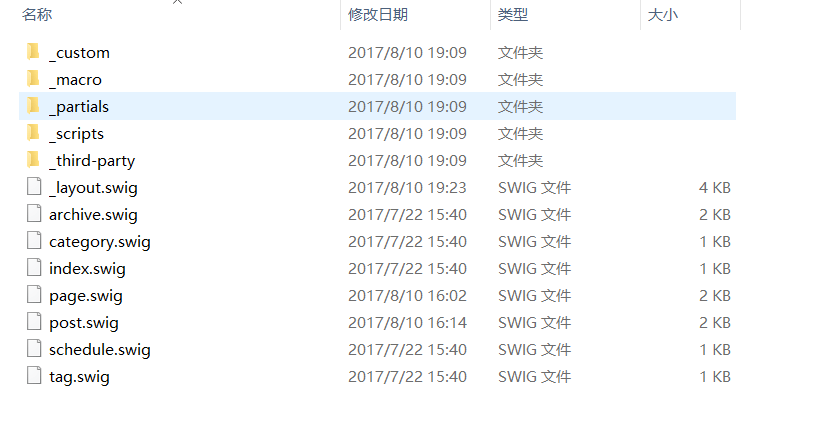 名称 修改日期 类型 大小
_custom 2017/8/10 19:09 文件夹
_macro 2017/8/10 19:09 文件夹
_partials 2017/8/10 19:09 文件夹
_scripts 2017/8/10 19:09 文件夹
_third-party 2017/8/10 19:09 文件夹
_layout.swig 2017/8/10 19:23 SWIG 文件 4 KB
archive.swig 2017/7/22 15:40 SWIG 文件 2 KB
category.swig 2017/7/22 15:40 SWIG 文件 1 KB
index.swig 2017/7/22 15:40 SWIG 文件 1 KB
page.swig 2017/8/10 16:02 SWIG 文件 2 KB
post.swig 2017/8/10 16:14 SWIG 文件 2 KB
schedule.swig 2017/7/22 15:40 SWIG 文件 1 KB
tag.swig 2017/7/22 15:40 SWIG 文件 1 KB